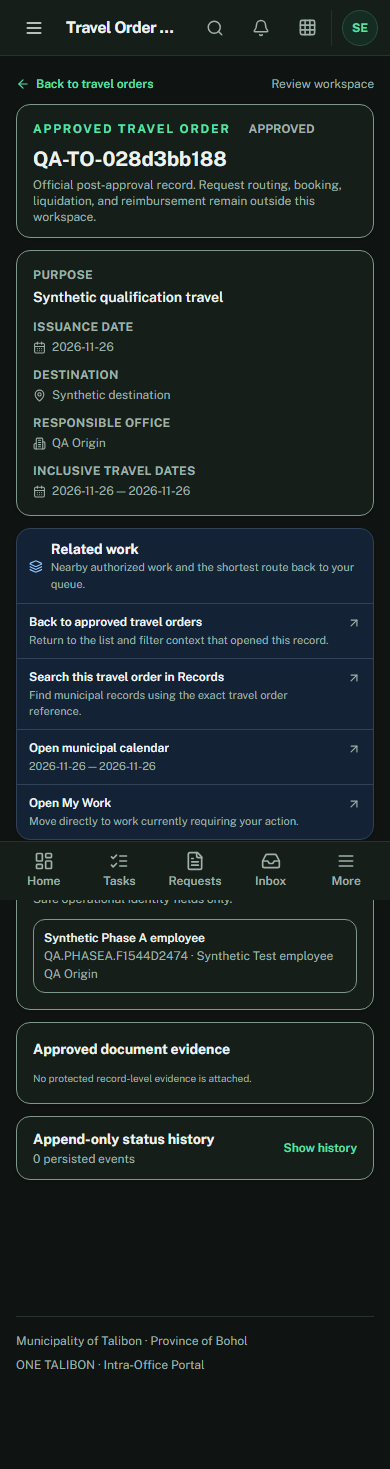 Travel Order ...
SE
Back to travel orders
Review workspace
APPROVED TRAVEL ORDER APPROVED
QA-TO-028d3bb188
Official post-approval record. Request routing, booking,
liquidation, and reimbursement remain outside this
workspace.
PURPOSE
Synthetic qualification travel
ISSUANCE DATE
2026-11-26
DESTINATION
Synthetic destination
RESPONSIBLE OFFICE
QA Origin
INCLUSIVE TRAVEL DATES
2026-11-26 — 2026-11-26
Related work
Nearby authorized work and the shortest route back to your
queue.
Back to approved travel orders
Return to the list and filter context that opened this record.
Search this travel order in Records
Find municipal records using the exact travel order
reference.
Open municipal calendar
2026-11-26 — 2026-11-26
Open My Work
Move directly to work currently requiring your action.
Home
Tasks
Requests
Inbox
More
Safe operational identity fields only.
Synthetic Phase A employee
QA.PHASEA.F1544D2474 · Synthetic Test employee
QA Origin
Approved document evidence
No protected record-level evidence is attached.
Append-only status history
0 persisted events
Show history
Municipality of Talibon · Province of Bohol
ONE TALIBON · Intra-Office Portal